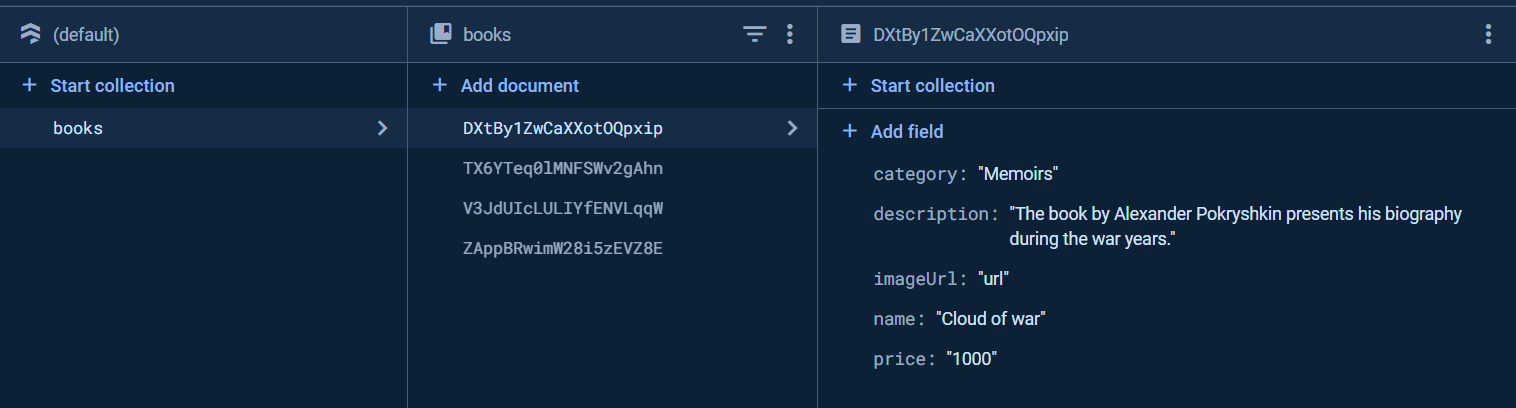 (default)
books
DXtBy1ZwCaXXotOQpxip
+ Start collection
+ Add document
+ Start collection
books
DXtBy1ZwCaXXotOQpxip
TX6YTeq0lMNFSWv2gAhn
V3JdUIcLULIYfENVLqqW
ZAppBRwimW28i5zEVZ8E
+ Add field
category: "Memoirs"
description: "The book by Alexander Pokryshkin presents his biography
during the war years."
imageUrl: "url"
name: "Cloud of war"
price: "1000"